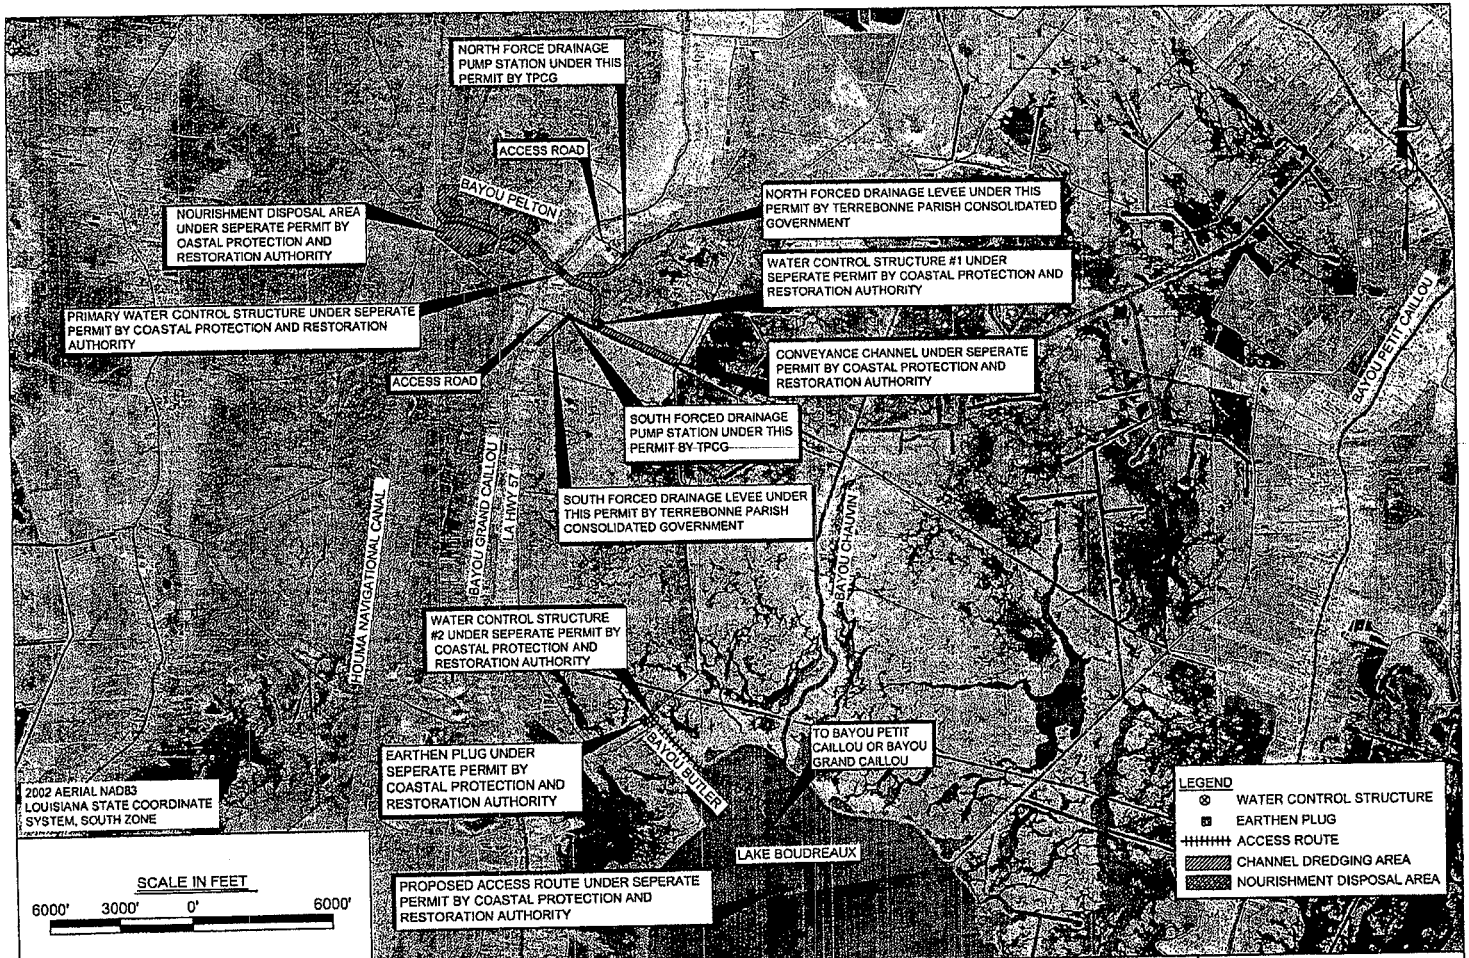 NORTH FORCE DRAINAGE
PUMP STATION UNDER THIS
PERMIT BY TPCG
ACCESS ROAD
BAYOU PELTON
NOURISHMENT DISPOSAL AREA
UNDER SEPERATE PERMIT BY
OASTAL PROTECTION AND
RESTORATION AUTHORITY
NORTH FORCED DRAINAGE LEVEE UNDER THIS
PERMIT BY TERREBONNE PARISH CONSOLIDATED
GOVERNMENT
WATER CONTROL STRUCTURE #1 UNDER
SEPERATE PERMIT BY COASTAL PROTECTION AND
RESTORATION AUTHORITY
PRIMARY WATER CONTROL STRUCTURE UNDER SEPERATE
PERMIT BY COASTAL PROTECTION AND RESTORATION
AUTHORITY
BAYOU PETIT CAILLOU
CONVEYANCE CHANNEL UNDER SEPERATE
PERMIT BY COASTAL PROTECTION AND
RESTORATION AUTHORITY
ACCESS ROAD
SOUTH FORCED DRAINAGE
PUMP STATION UNDER THIS
PERMIT BY TPCG
SOUTH FORCED DRAINAGE LEVEE UNDER
THIS PERMIT BY TERREBONNE PARISH
CONSOLIDATED GOVERNMENT
HOUMA NAVIGATIONAL CANAL
BAYOU GRAND CAILLOU
LA HWY 57
BAYOU CHAUVIN
WATER CONTROL STRUCTURE
#2 UNDER SEPERATE PERMIT BY
COASTAL PROTECTION AND
RESTORATION AUTHORITY
TO BAYOU PETIT
CAILLOU OR BAYOU
GRAND CAILLOU
EARTHEN PLUG UNDER
SEPERATE PERMIT BY
COASTAL PROTECTION AND
RESTORATION AUTHORITY
BAYOU BUTLER
LAKE BOUDREAUX
PROPOSED ACCESS ROUTE UNDER SEPERATE
PERMIT BY COASTAL PROTECTION AND
RESTORATION AUTHORITY
2002 AERIAL NAD83
LOUISIANA STATE COORDINATE
SYSTEM, SOUTH ZONE
SCALE IN FEET
6000' 3000' 0' 6000'
LEGEND
WATER CONTROL STRUCTURE
EARTHEN PLUG
ACCESS ROUTE
CHANNEL DREDGING AREA
NOURISHMENT DISPOSAL AREA